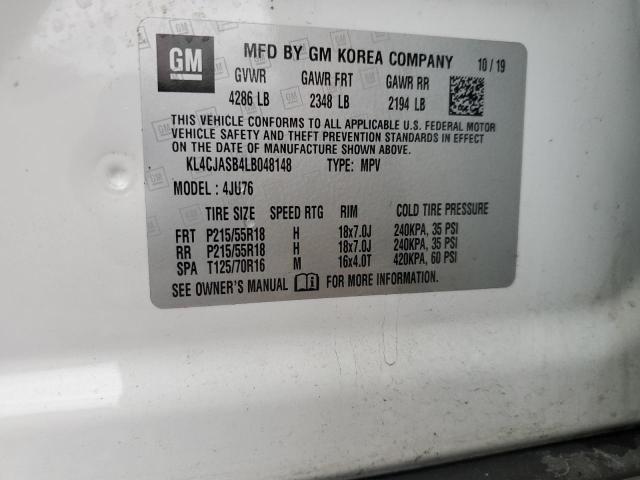 GM MFD BY GM KOREA COMPANY 10/19
GVWR GAWR FRT GAWR RR
4286 LB 2348 LB 2194 LB
THIS VEHICLE CONFORMS TO ALL APPLICABLE U.S. FEDERAL MOTOR
VEHICLE SAFETY AND THEFT PREVENTION STANDARDS IN EFFECT
ON THE DATE OF MANUFACTURE SHOWN ABOVE.
KL4CJASB4LB048148 TYPE: MPV
MODEL: 4JU76
TIRE SIZE SPEED RTG RIM COLD TIRE PRESSURE
FRT P215/55R18 H 18x7.0J 240KPA, 35 PSI
RR P215/55R18 H 18x7.0J 240KPA, 35 PSI
SPA T125/70R16 M 16x4.0T 420KPA, 60 PSI
SEE OWNER'S MANUAL FOR MORE INFORMATION.